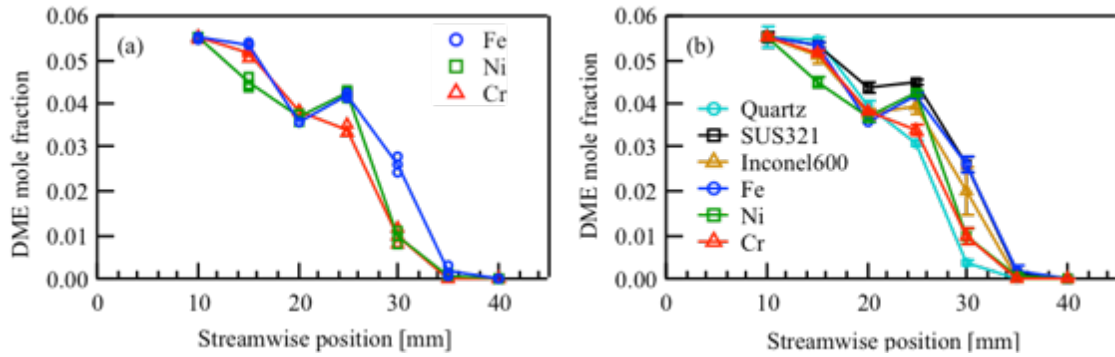 (a)
Fe
Ni
Cr
DME mole fraction
0.06
0.05
0.04
0.03
0.02
0.01
0.00
0
10
20
30
40
Streamwise position [mm]
(b)
Quartz
SUS321
Inconel600
Fe
Ni
Cr
DME mole fraction
0.06
0.05
0.04
0.03
0.02
0.01
0.00
0
10
20
30
40
Streamwise position [mm]